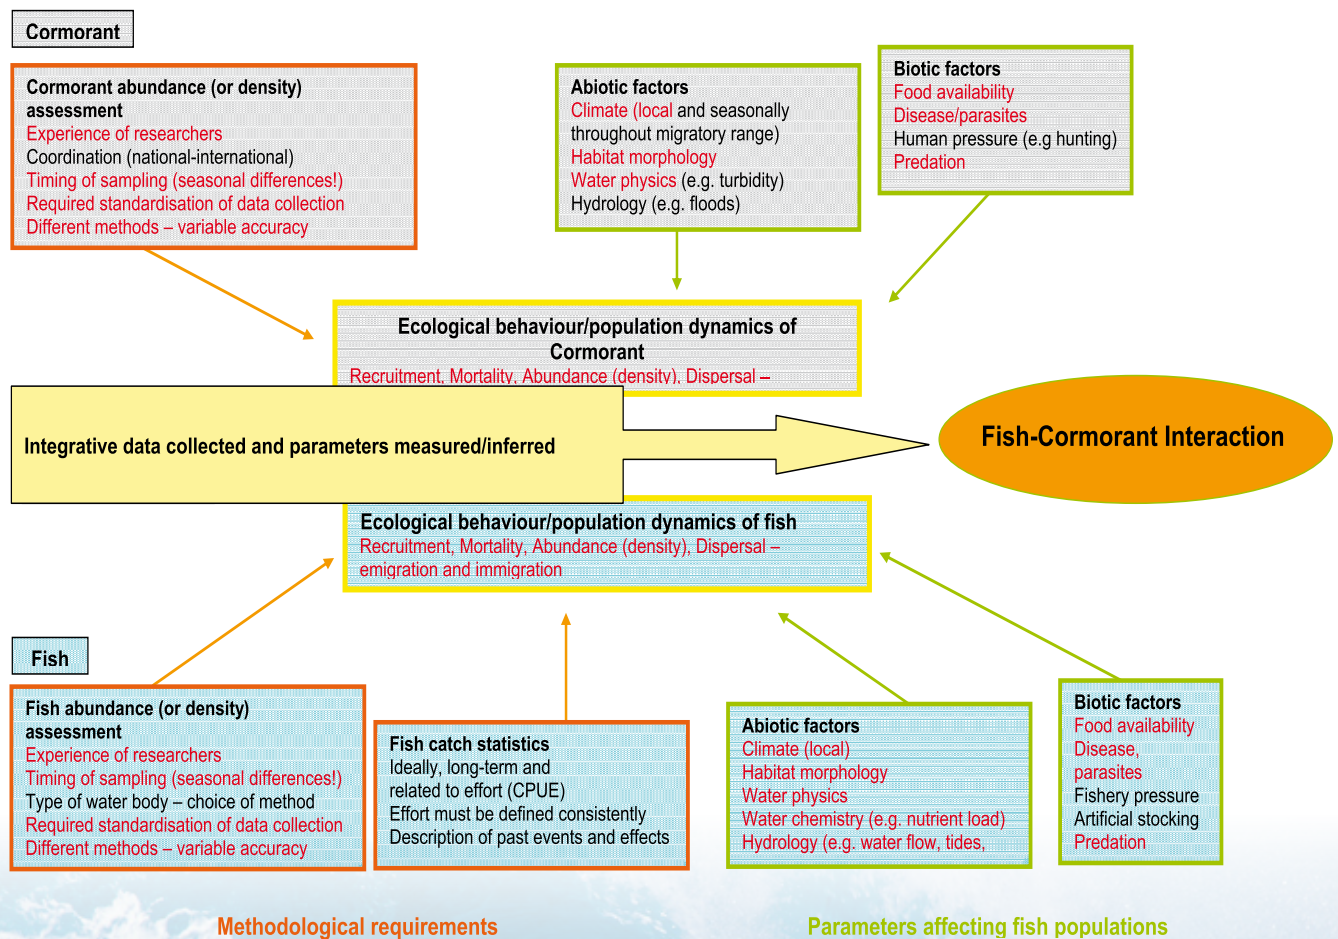 Cormorant
Cormorant abundance (or density)
assessment
Experience of researchers
Coordination (national-international)
Timing of sampling (seasonal differences!)
Required standardisation of data collection
Different methods – variable accuracy
Abiotic factors
Climate (local and seasonally
throughout migratory range)
Habitat morphology
Water physics (e.g. turbidity)
Hydrology (e.g. floods)
Biotic factors
Food availability
Disease/parasites
Human pressure (e.g hunting)
Predation
Ecological behaviour/population dynamics of
Cormorant
Recruitment, Mortality, Abundance (density), Dispersal –
Integrative data collected and parameters measured/inferred
Fish-Cormorant Interaction
Ecological behaviour/population dynamics of fish
Recruitment, Mortality, Abundance (density), Dispersal –
emigration and immigration
Fish
Fish abundance (or density)
assessment
Experience of researchers
Timing of sampling (seasonal differences!)
Type of water body – choice of method
Required standardisation of data collection
Different methods – variable accuracy
Fish catch statistics
Ideally, long-term and
related to effort (CPUE)
Effort must be defined consistently
Description of past events and effects
Abiotic factors
Climate (local)
Habitat morphology
Water physics
Water chemistry (e.g. nutrient load)
Hydrology (e.g. water flow, tides,
Biotic factors
Food availability
Disease,
parasites
Fishery pressure
Artificial stocking
Predation
Methodological requirements
Parameters affecting fish populations